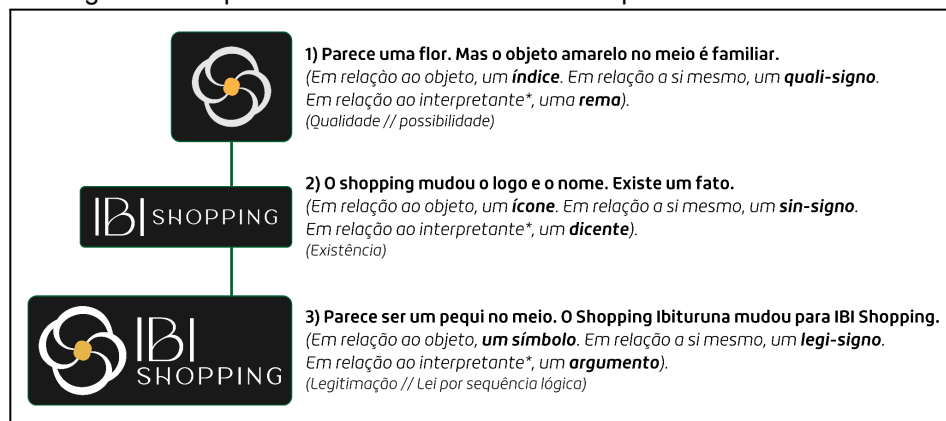 1) Parece uma flor. Mas o objeto amarelo no meio é familiar.
(Em relação ao objeto, um índice. Em relação a si mesmo, um quali-signo.
Em relação ao interpretante*, uma rema).
(Qualidade // possibilidade)
IBI SHOPPING
2) O shopping mudou o logo e o nome. Existe um fato.
(Em relação ao objeto, um ícone. Em relação a si mesmo, um sin-signo.
Em relação ao interpretante*, um dicente).
(Existência)
IBI
SHOPPING
3) Parece ser um pequi no meio. O Shopping Ibituruna mudou para IBI Shopping.
(Em relação ao objeto, um símbolo. Em relação a si mesmo, um legi-signo.
Em relação ao interpretante*, um argumento).
(Legitimação // Lei por sequência lógica)